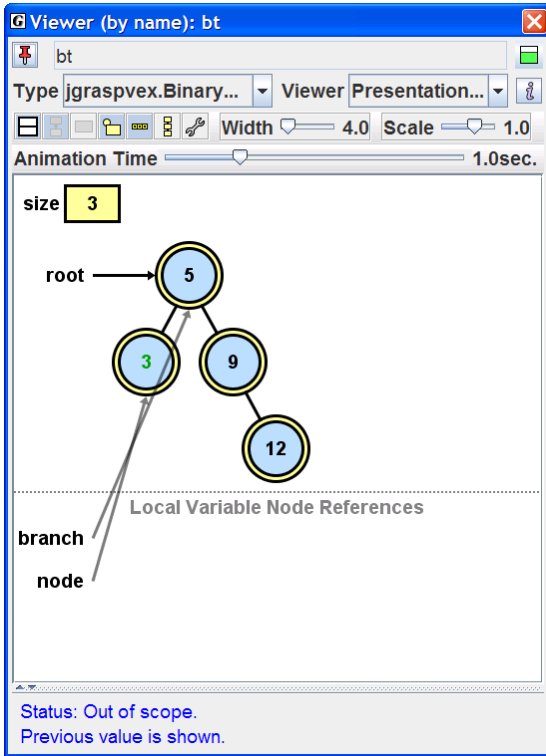 G Viewer (by name): bt
bt
Type jgraspvex.Binary... Viewer Presentation... i
Width 4.0 Scale 1.0
Animation Time 1.0sec.
size 3
root 5
3 9
12
Local Variable Node References
branch
node
Status: Out of scope.
Previous value is shown.